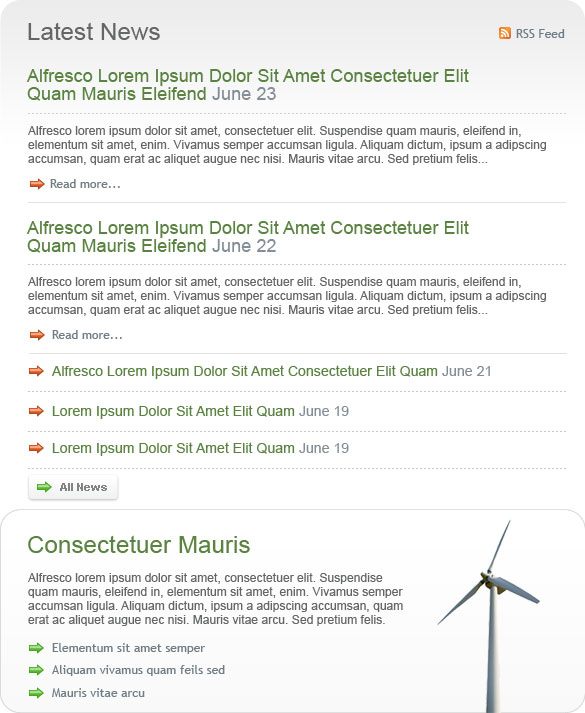 Latest News
RSS Feed
Alfresco Lorem Ipsum Dolor Sit Amet Consectetuer Elit
Quam Mauris Eleifend June 23
Alfresco lorem ipsum dolor sit amet, consectetuer elit. Suspendise quam mauris, eleifend in,
elementum sit amet, enim. Vivamus semper accumsan ligula. Aliquam dictum, ipsum a adipscing
accumsan, quam erat ac aliquet augue nec nisi. Mauris vitae arcu. Sed pretium felis...
Read more...
Alfresco Lorem Ipsum Dolor Sit Amet Consectetuer Elit
Quam Mauris Eleifend June 22
Alfresco lorem ipsum dolor sit amet, consectetuer elit. Suspendise quam mauris, eleifend in,
elementum sit amet, enim. Vivamus semper accumsan ligula. Aliquam dictum, ipsum a adipscing
accumsan, quam erat ac aliquet augue nec nisi. Mauris vitae arcu. Sed pretium felis...
Read more...
Alfresco Lorem Ipsum Dolor Sit Amet Consectetuer Elit Quam June 21
Lorem Ipsum Dolor Sit Amet Elit Quam June 19
Lorem Ipsum Dolor Sit Amet Elit Quam June 19
All News
Consectetuer Mauris
Alfresco lorem ipsum dolor sit amet, consectetuer elit. Suspendise
quam mauris, eleifend in, elementum sit amet, enim. Vivamus semper
accumsan ligula. Aliquam dictum, ipsum a adipscing accumsan, quam
erat ac aliquet augue nec nisi. Mauris vitae arcu. Sed pretium felis.
Elementum sit amet semper
Aliquam vivamus quam feils sed
Mauris vitae arcu